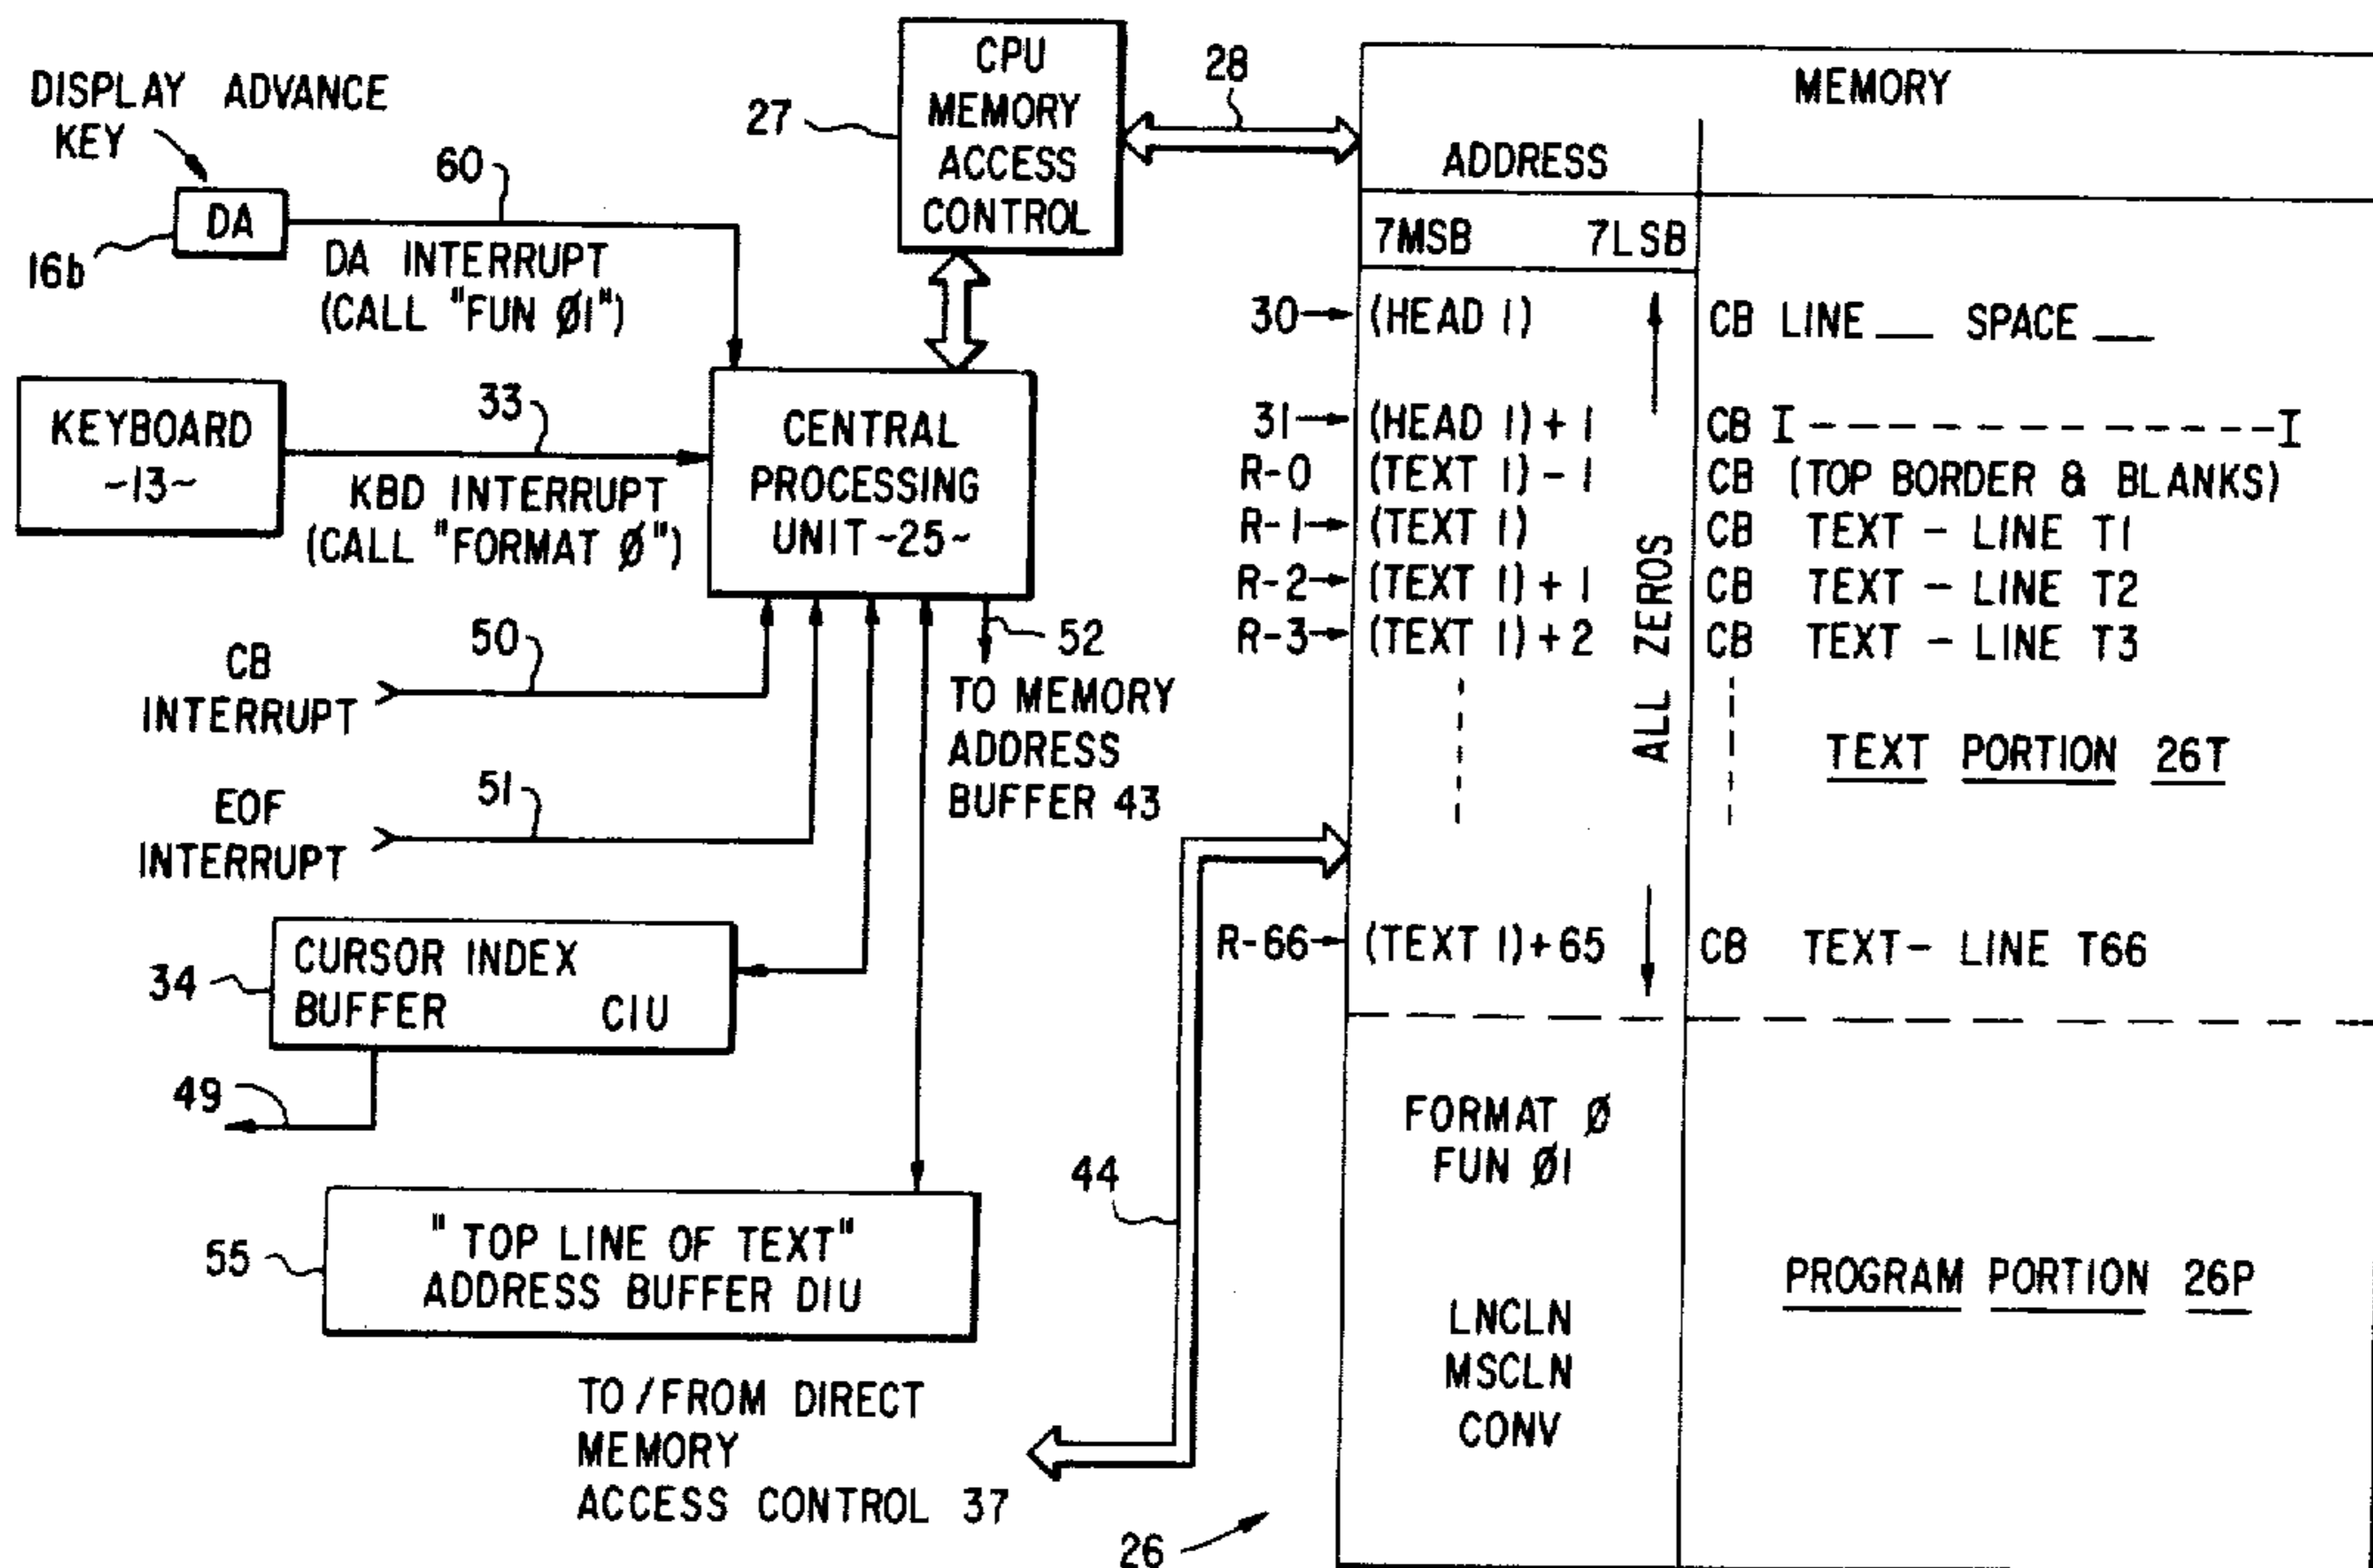 DISPLAY ADVANCE
KEY
16b
DA
60
DA INTERRUPT
(CALL "FUN Ø1")
KEYBOARD
~13~
33
KBD INTERRUPT
(CALL "FORMAT Ø")
27
CPU
MEMORY
ACCESS
CONTROL
28
CENTRAL
PROCESSING
UNIT ~25~
CB
INTERRUPT
50
EOF
INTERRUPT
51
52
TO MEMORY
ADDRESS
BUFFER 43
34
CURSOR INDEX
BUFFER CIU
49
55
"TOP LINE OF TEXT"
ADDRESS BUFFER DIU
TO/FROM DIRECT
MEMORY
ACCESS CONTROL 37
44
26
MEMORY
ADDRESS
7MSB 7LSB
30 (HEAD 1) CB LINE __ SPACE __
31 (HEAD 1)+1 CB I-------------I
R-0 (TEXT 1)-1 CB (TOP BORDER & BLANKS)
R-1 (TEXT 1) CB TEXT - LINE T1
R-2 (TEXT 1)+1 CB TEXT - LINE T2
R-3 (TEXT 1)+2 CB TEXT - LINE T3
ALL ZEROS
TEXT PORTION 26T
R-66 (TEXT 1)+65 CB TEXT- LINE T66
FORMAT Ø
FUN Ø1
LNCLN
MSCLN
CONV
PROGRAM PORTION 26P